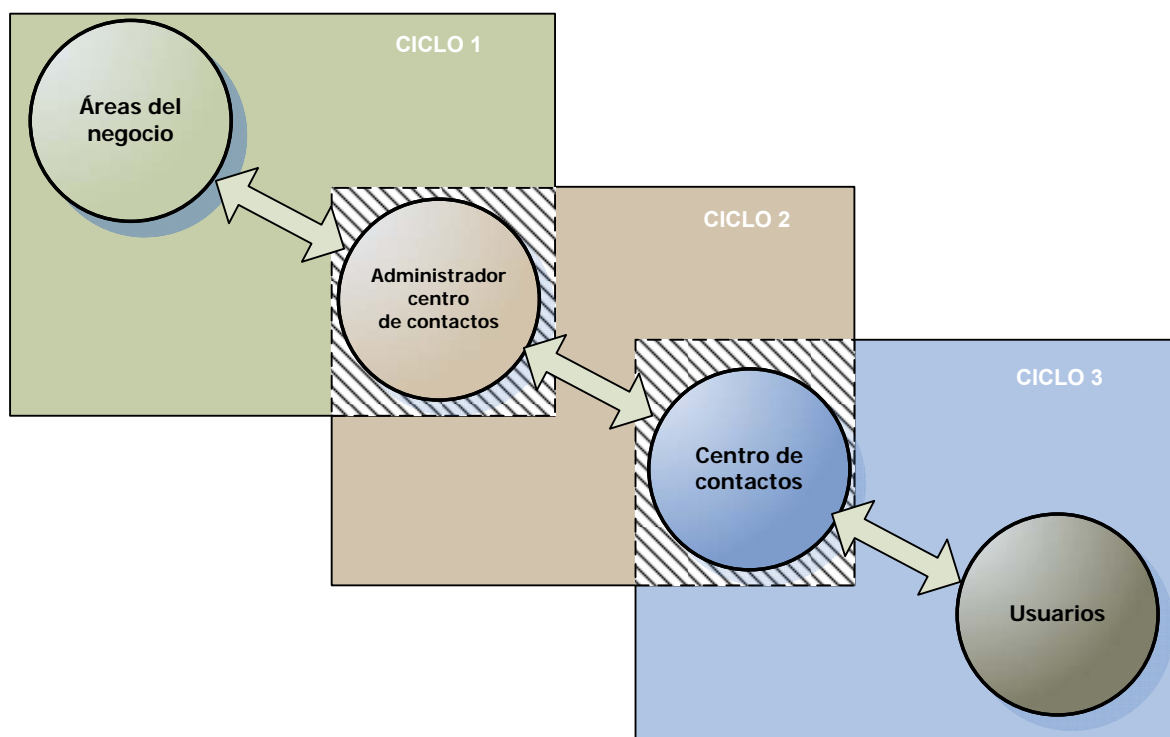 CICLO 1
Áreas del
negocio
CICLO 2
Administrador
centro
de contactos
CICLO 3
Centro de
contactos
Usuarios